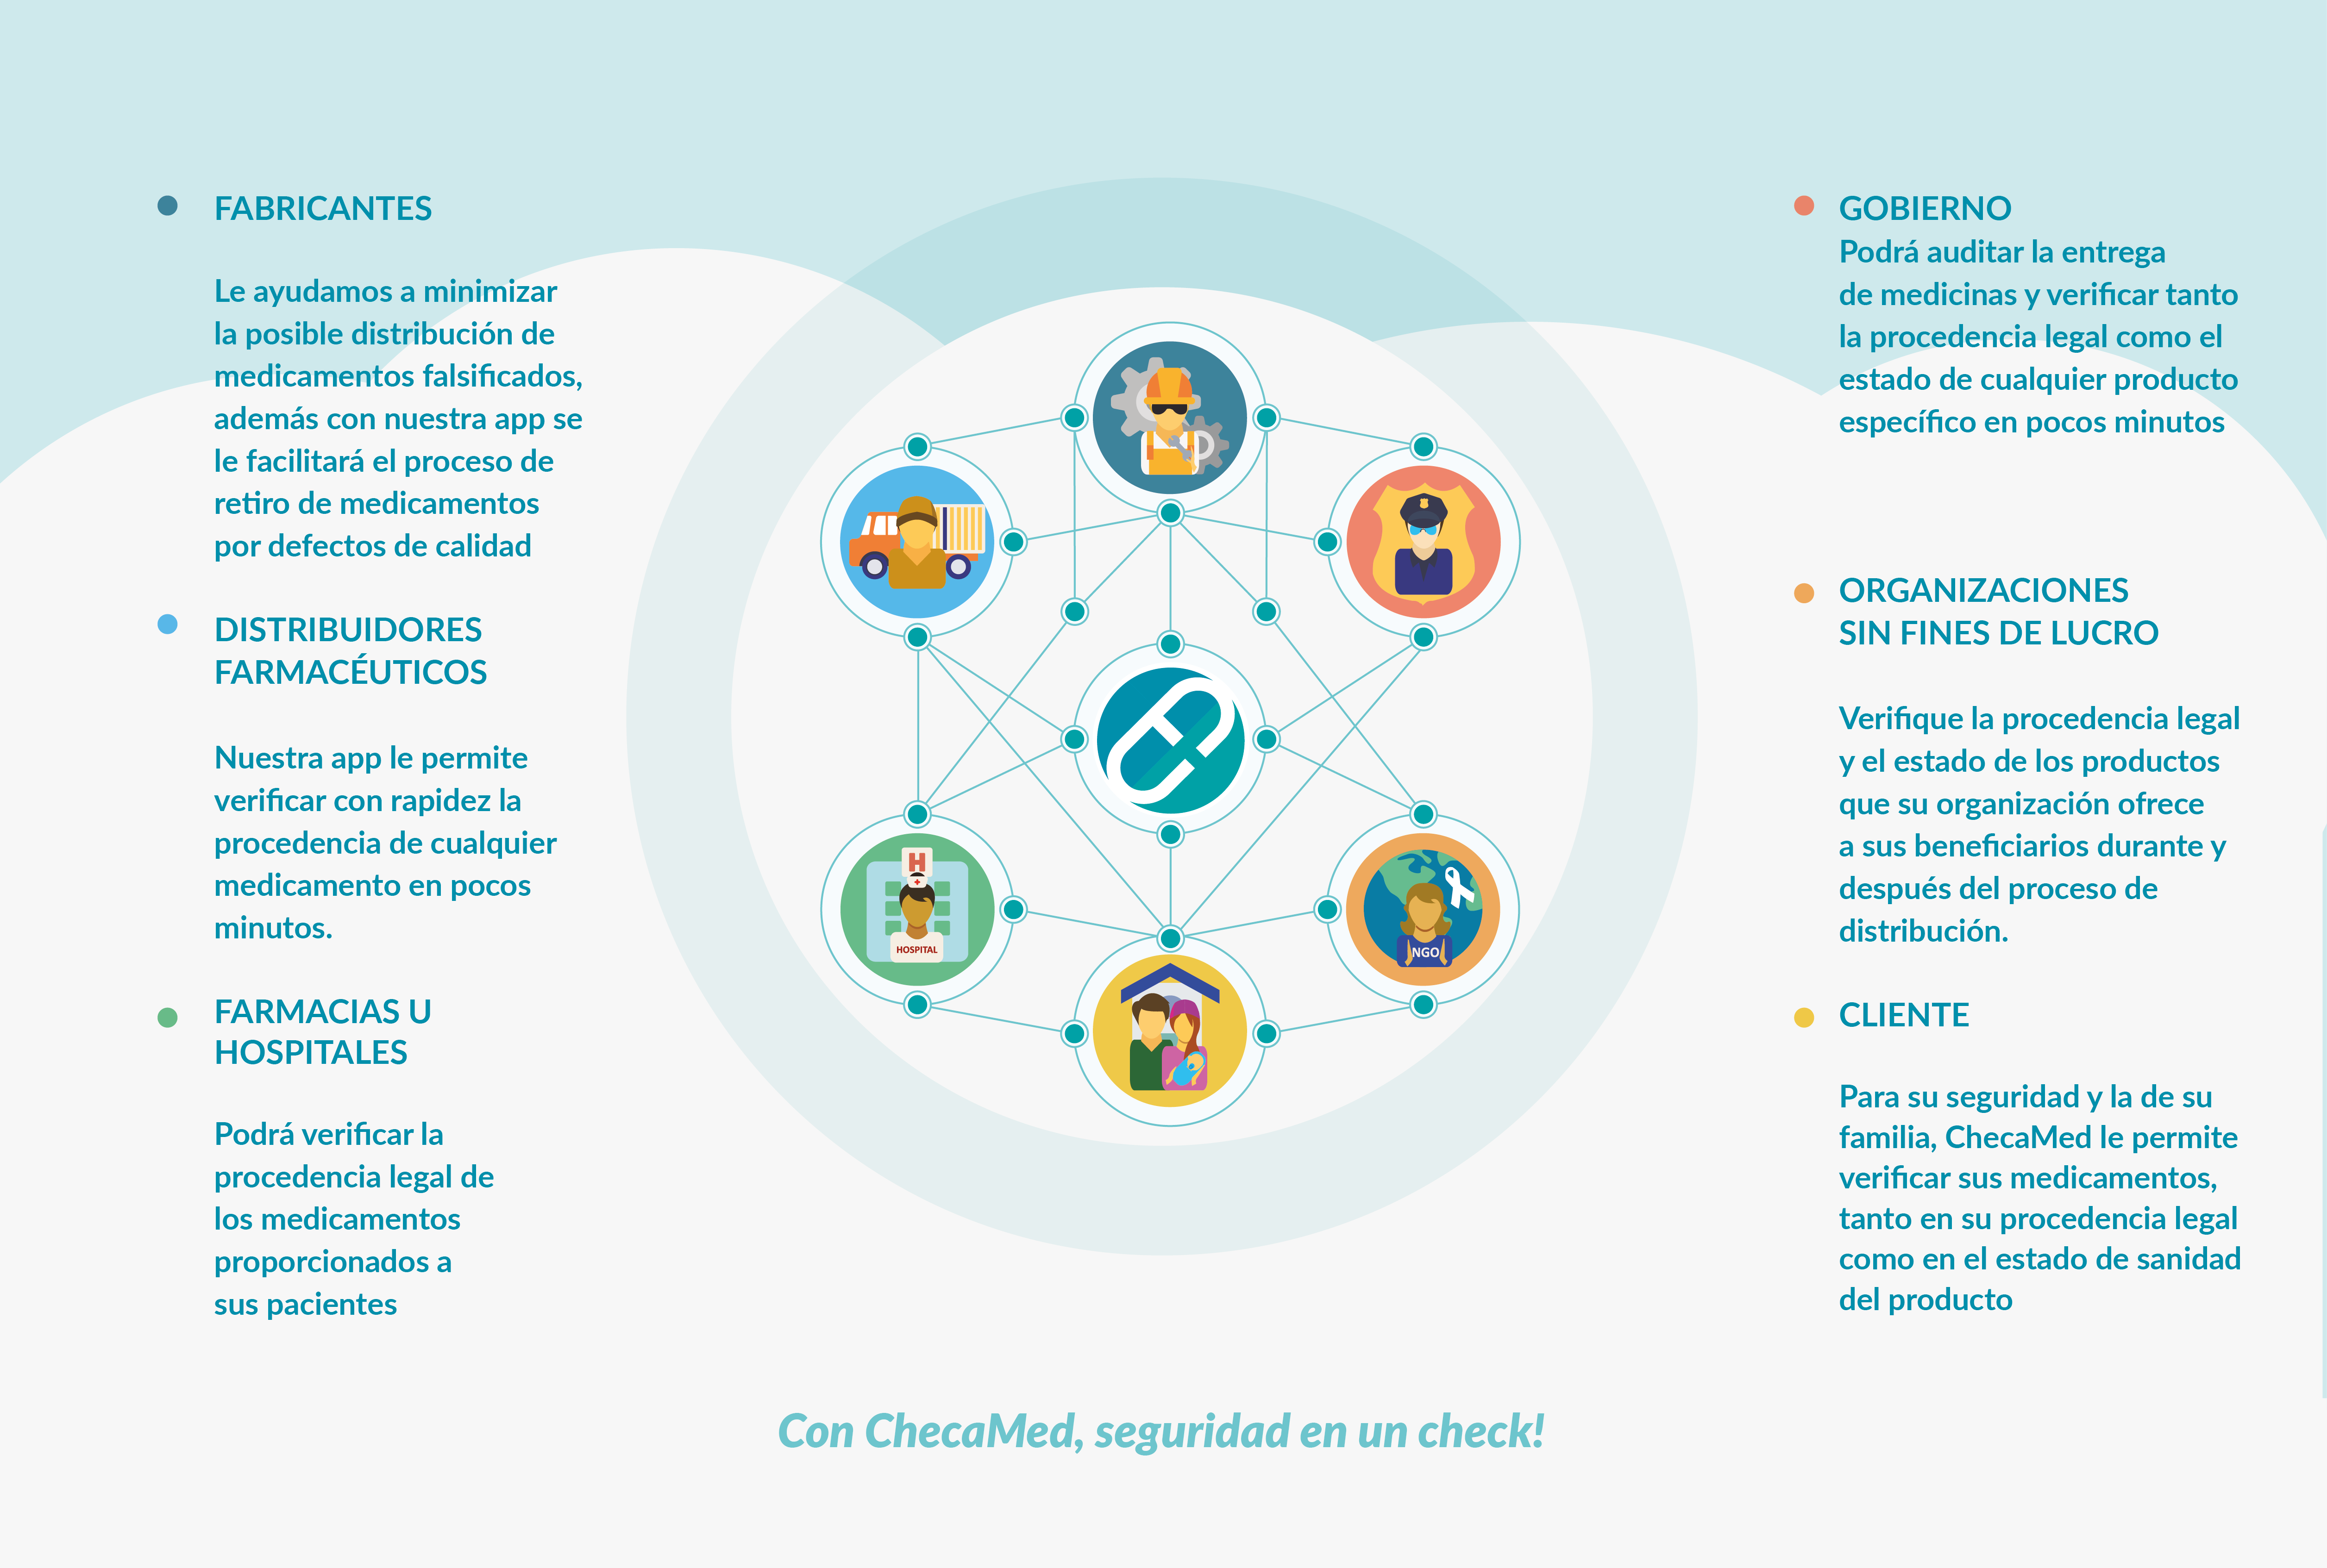 FABRICANTES
Le ayudamos a minimizar
la posible distribución de
medicamentos falsificados,
además con nuestra app se
le facilitará el proceso de
retiro de medicamentos
por defectos de calidad
DISTRIBUIDORES
FARMACÉUTICOS
Nuestra app le permite
verificar con rapidez la
procedencia de cualquier
medicamento en pocos
minutos.
FARMACIAS U
HOSPITALES
Podrá verificar la
procedencia legal de
los medicamentos
proporcionados a
sus pacientes
H
HOSPITAL
NGO
GOBIERNO
Podrá auditar la entrega
de medicinas y verificar tanto
la procedencia legal como el
estado de cualquier producto
específico en pocos minutos
ORGANIZACIONES
SIN FINES DE LUCRO
Verifique la procedencia legal
y el estado de los productos
que su organización ofrece
a sus beneficiarios durante y
después del proceso de
distribución.
CLIENTE
Para su seguridad y la de su
familia, ChecaMed le permite
verificar sus medicamentos,
tanto en su procedencia legal
como en el estado de sanidad
del producto
Con ChecaMed, seguridad en un check!